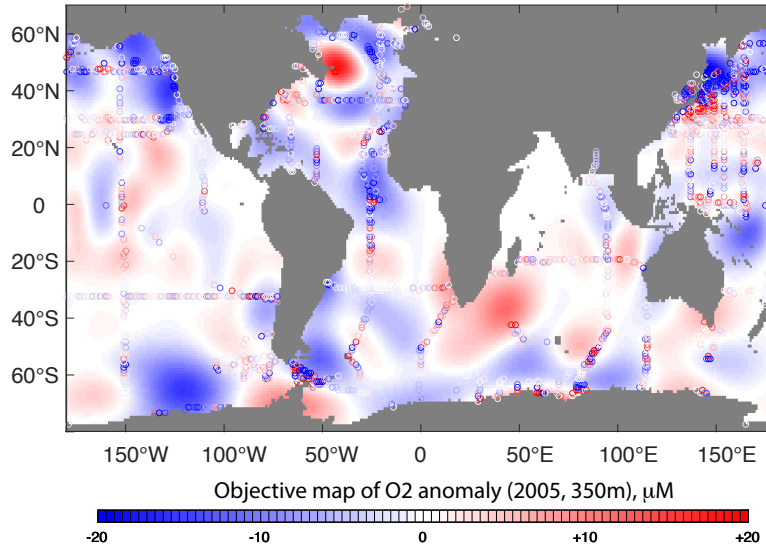 60°N
40°N
20°N
0
20°S
40°S
60°S
150°W 100°W 50°W 0 50°E 100°E 150°E
Objective map of O2 anomaly (2005, 350m), μM
-20 -10 0 +10 +20